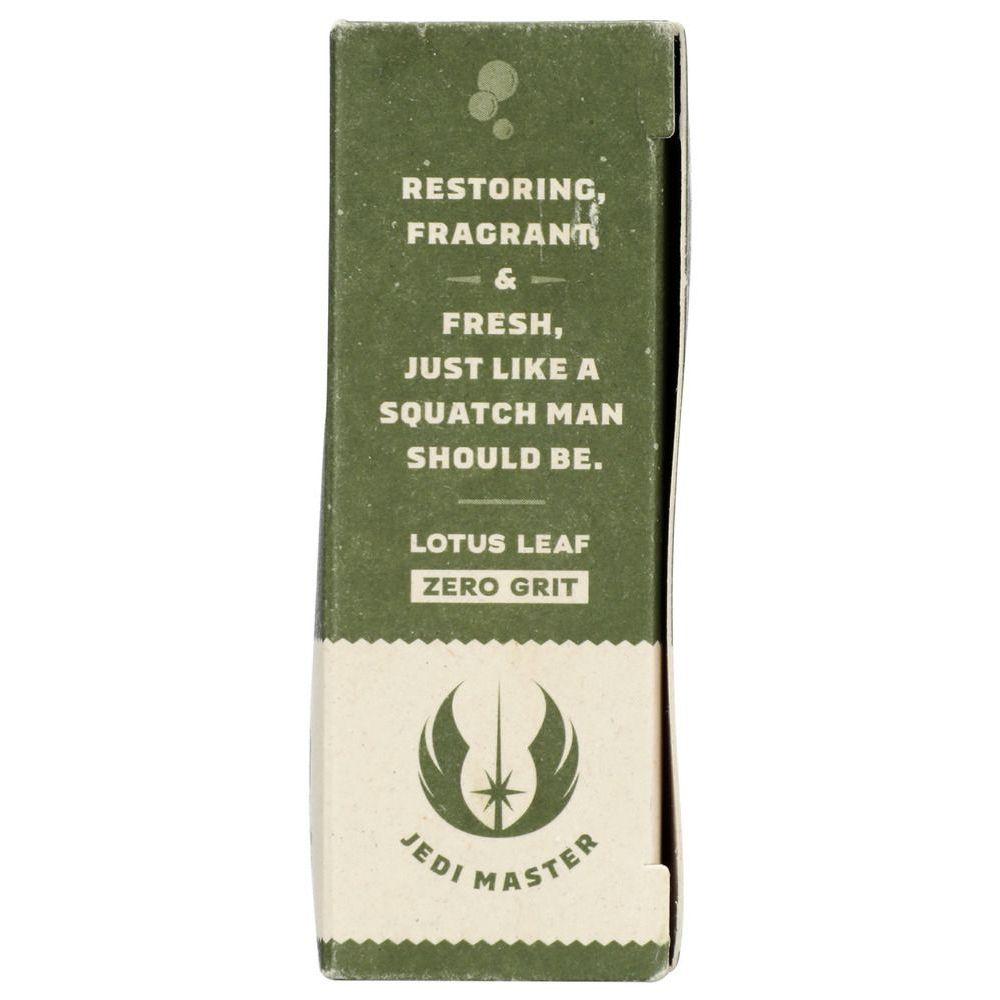 RESTORING,
FRAGRANT,
&
FRESH,
JUST LIKE A
SQUATCH MAN
SHOULD BE.
LOTUS LEAF
ZERO GRIT
JEDI MASTER